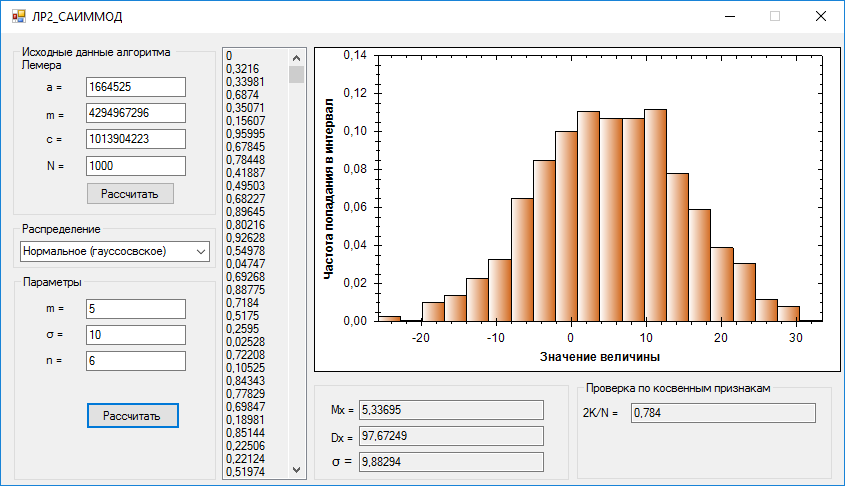 ЛР2_САИММОД
Исходные данные алгоритма
Лемера
a = 1664525
m = 4294967296
c = 1013904223
N = 1000
Рассчитать
Распределение
Нормальное (гауссосвское)
Параметры
m = 5
σ = 10
n = 6
Рассчитать
0
0,3216
0,33981
0,6874
0,35071
0,15607
0,95995
0,67845
0,78448
0,41887
0,49503
0,68227
0,89645
0,80216
0,92628
0,54978
0,04747
0,69268
0,88775
0,7184
0,5175
0,2595
0,02528
0,72208
0,10525
0,84343
0,77829
0,69847
0,18981
0,85144
0,22506
0,22124
0,51974
Частота попадания в интервал
0,14
0,12
0,10
0,08
0,06
0,04
0,02
0,00
-20 -10 0 10 20 30
Значение величины
Mx = 5,33695
Dx = 97,67249
σ = 9,88294
Проверка по косвенным признакам
2K/N = 0,784